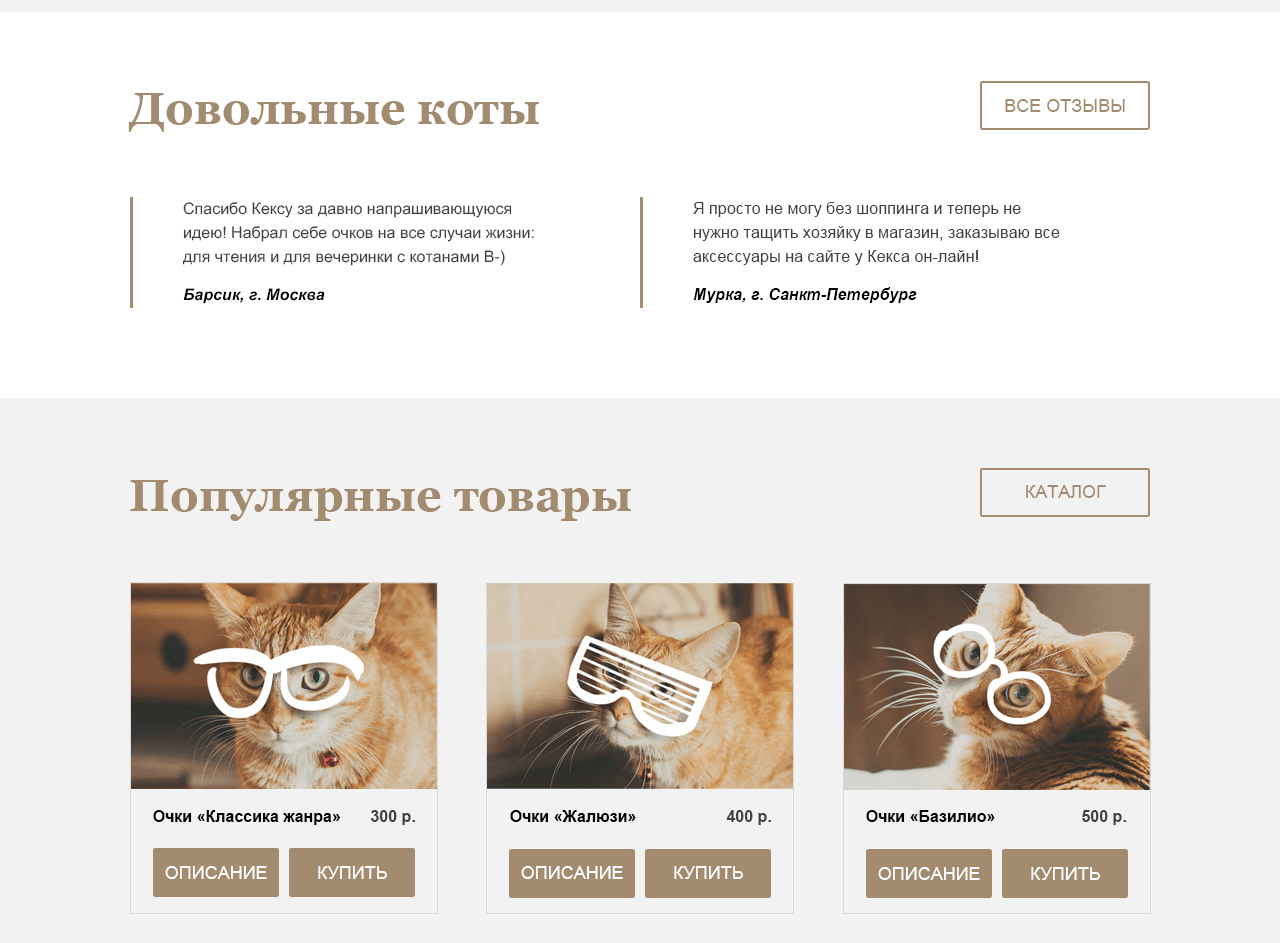 Довольные коты
ВСЕ ОТЗЫВЫ
Спасибо Кексу за давно напрашивающуюся
идею! Набрал себе очков на все случаи жизни:
для чтения и для вечеринки с котанами В-)
Барсик, г. Москва
Я просто не могу без шоппинга и теперь не
нужно тащить хозяйку в магазин, заказываю все
аксессуары на сайте у Кекса он-лайн!
Мурка, г. Санкт-Петербург
Популярные товары
КАТАЛОГ
Очки «Классика жанра» 300 р.
ОПИСАНИЕ КУПИТЬ
Очки «Жалюзи» 400 р.
ОПИСАНИЕ КУПИТЬ
Очки «Базилио» 500 р.
ОПИСАНИЕ КУПИТЬ